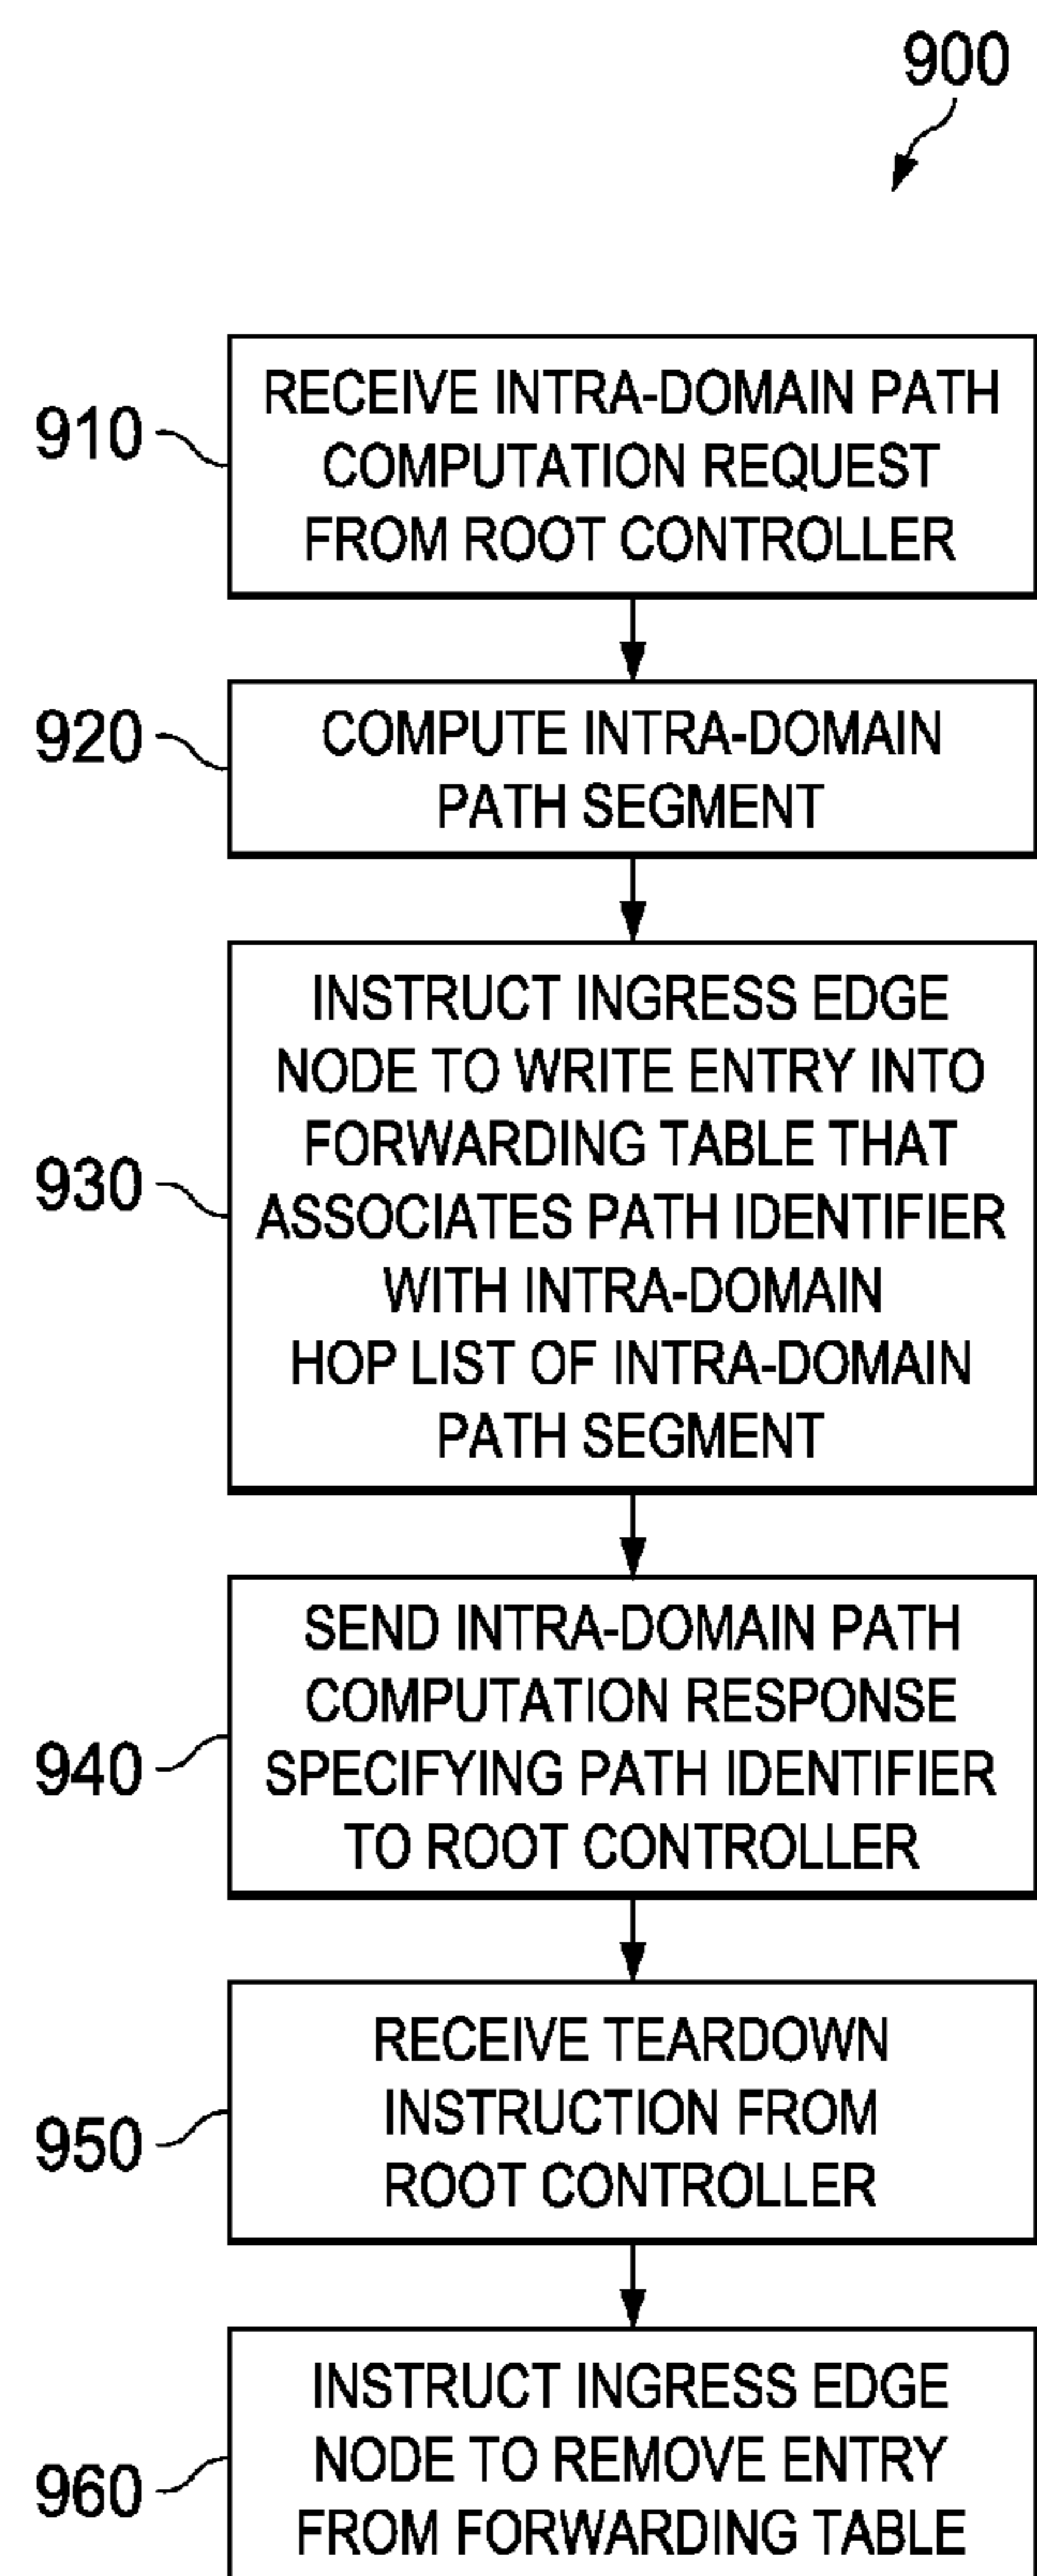 900
910
RECEIVE INTRA-DOMAIN PATH
COMPUTATION REQUEST
FROM ROOT CONTROLLER
920
COMPUTE INTRA-DOMAIN
PATH SEGMENT
930
INSTRUCT INGRESS EDGE
NODE TO WRITE ENTRY INTO
FORWARDING TABLE THAT
ASSOCIATES PATH IDENTIFIER
WITH INTRA-DOMAIN
HOP LIST OF INTRA-DOMAIN
PATH SEGMENT
940
SEND INTRA-DOMAIN PATH
COMPUTATION RESPONSE
SPECIFYING PATH IDENTIFIER
TO ROOT CONTROLLER
950
RECEIVE TEARDOWN
INSTRUCTION FROM
ROOT CONTROLLER
960
INSTRUCT INGRESS EDGE
NODE TO REMOVE ENTRY
FROM FORWARDING TABLE